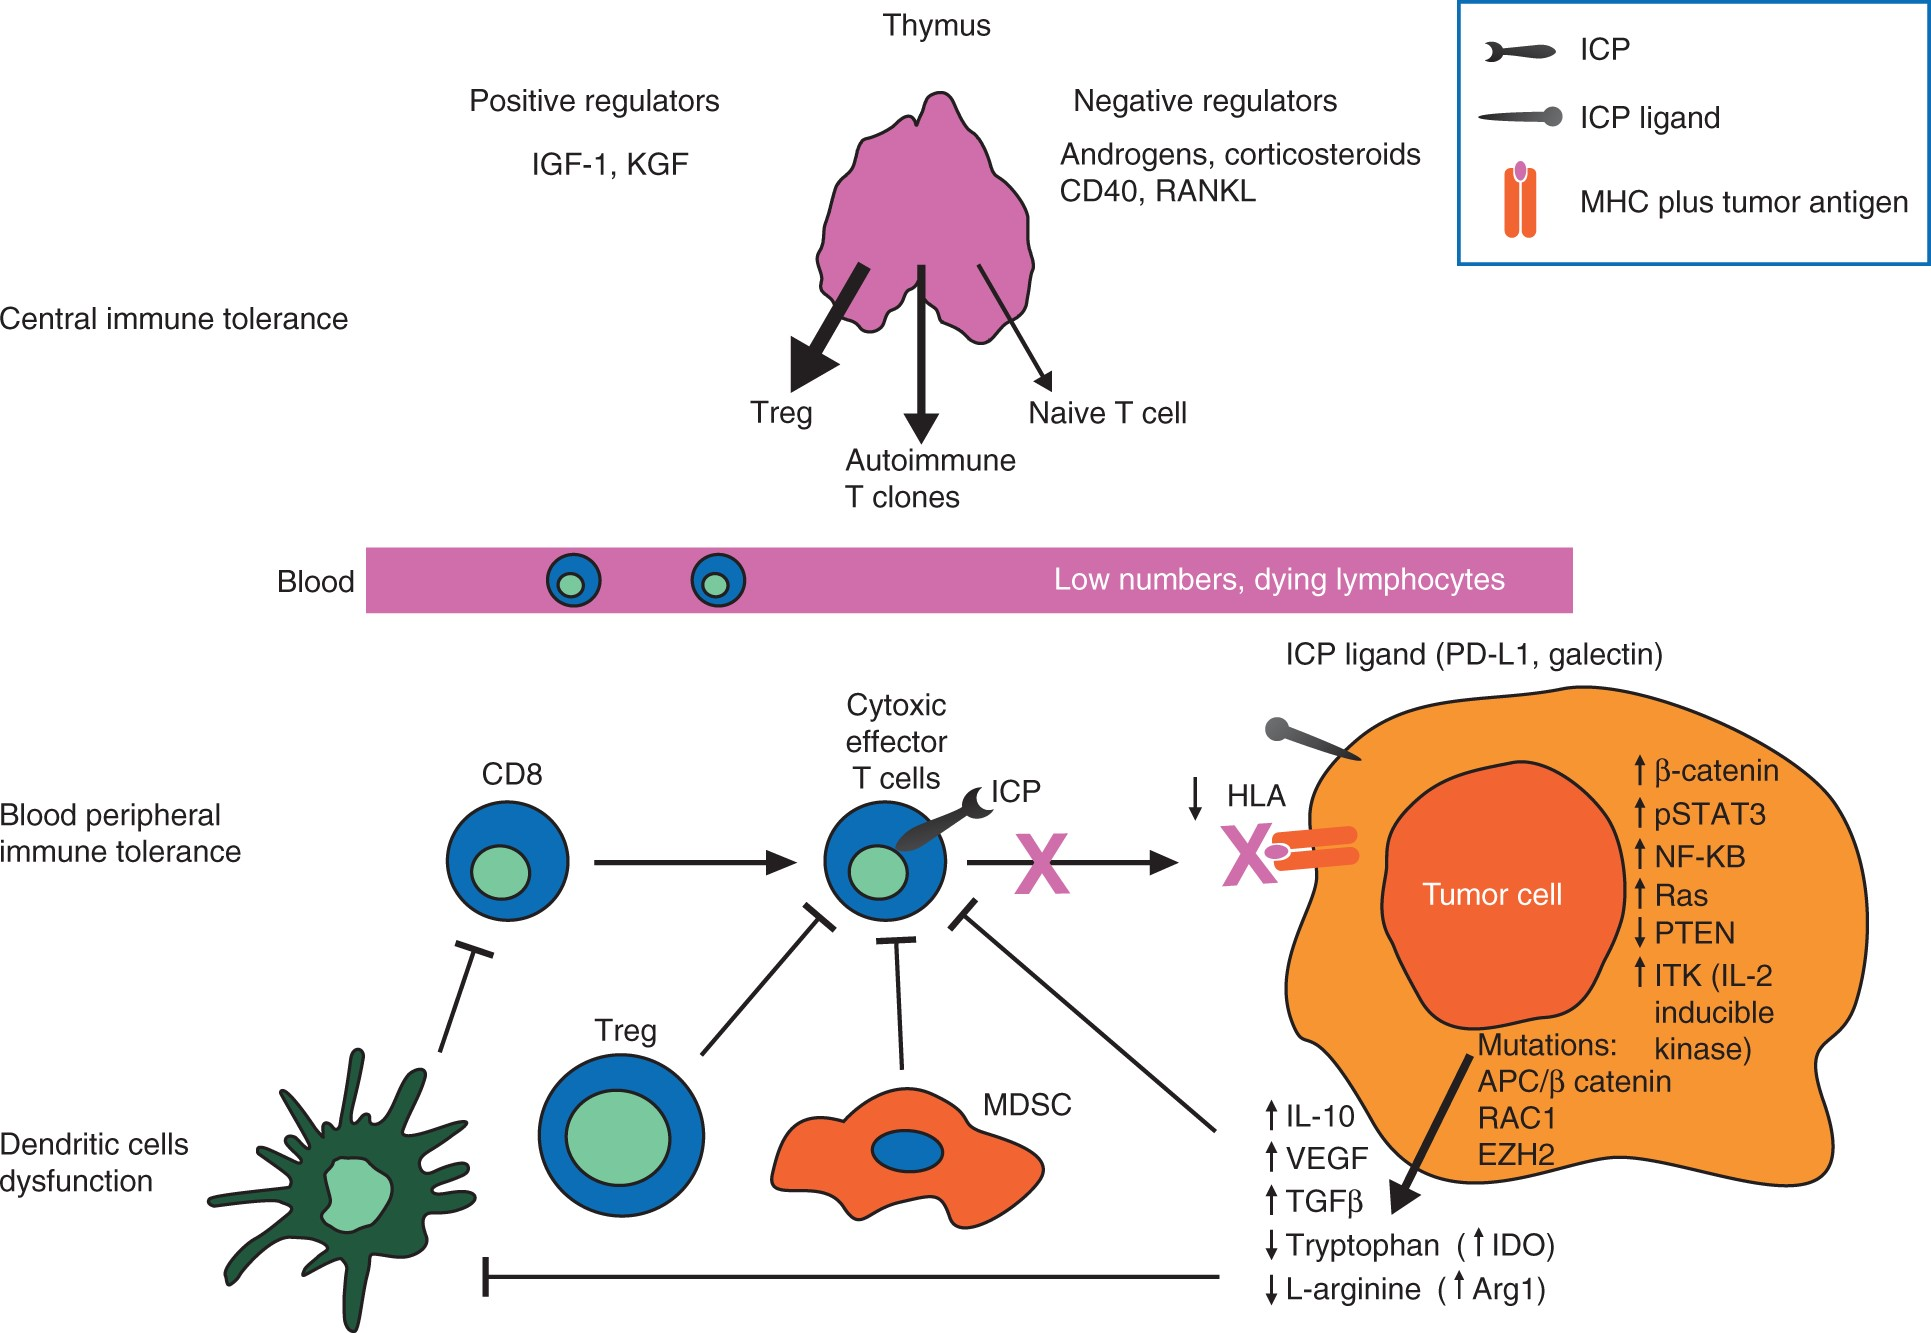 Thymus
Positive regulators
IGF-1, KGF
Negative regulators
Androgens, corticosteroids
CD40, RANKL
ICP
ICP ligand
MHC plus tumor antigen
Central immune tolerance
Treg
Autoimmune
T clones
Naive T cell
Blood
Low numbers, dying lymphocytes
ICP ligand (PD-L1, galectin)
Blood peripheral
immune tolerance
CD8
Cytoxic
effector
T cells
ICP
X
↓ HLA
X
Tumor cell
↑ β-catenin
↑ pSTAT3
↑ NF-KB
↑ Ras
↓ PTEN
↑ ITK (IL-2
inducible
kinase)
Mutations:
APC/β catenin
RAC1
EZH2
Dendritic cells
dysfunction
Treg
MDSC
↑ IL-10
↑ VEGF
↑ TGFβ
↓ Tryptophan (↑ IDO)
↓ L-arginine (↑ Arg1)